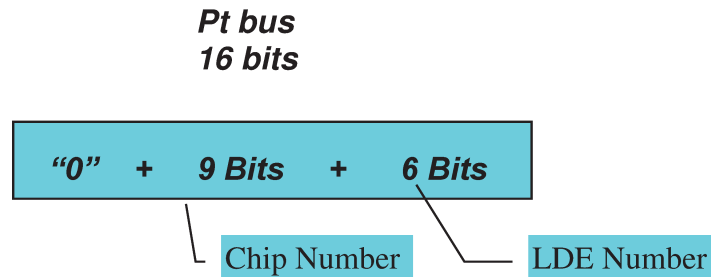 Pt bus
16 bits
“0” + 9 Bits + 6 Bits
Chip Number LDE Number